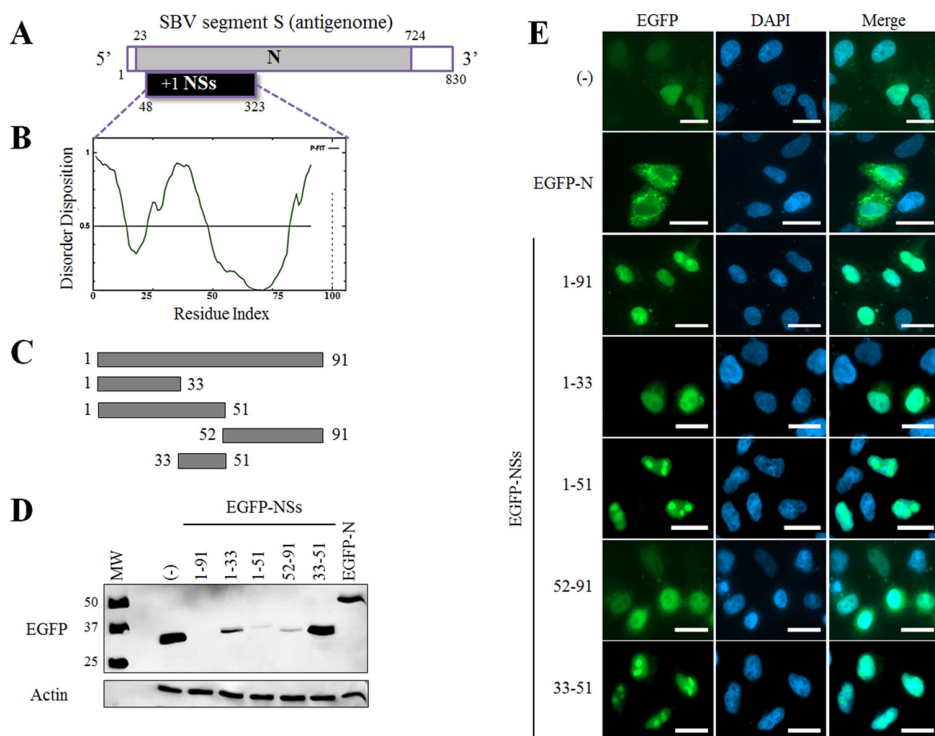 A
SBV segment S (antigenome)
23
724
5’
N
3’
1
+1 NSs
830
48
323
B
P-FIT
Disorder Disposition
1
0.5
0
25
50
75
100
Residue Index
C
1
91
1
33
1
51
52
91
33
51
D
EGFP-NSs
MW
(-)
1-91
1-33
1-51
52-91
33-51
EGFP-N
50
EGFP
37
25
Actin
E
EGFP
DAPI
Merge
(-)
EGFP-N
EGFP-NSs
1-91
1-33
1-51
52-91
33-51